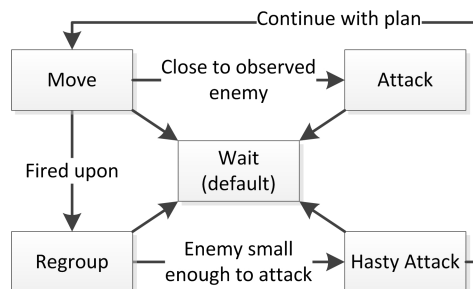 Continue with plan
Move
Close to observed
enemy
Attack
Fired upon
Wait
(default)
Regroup
Enemy small
enough to attack
Hasty Attack